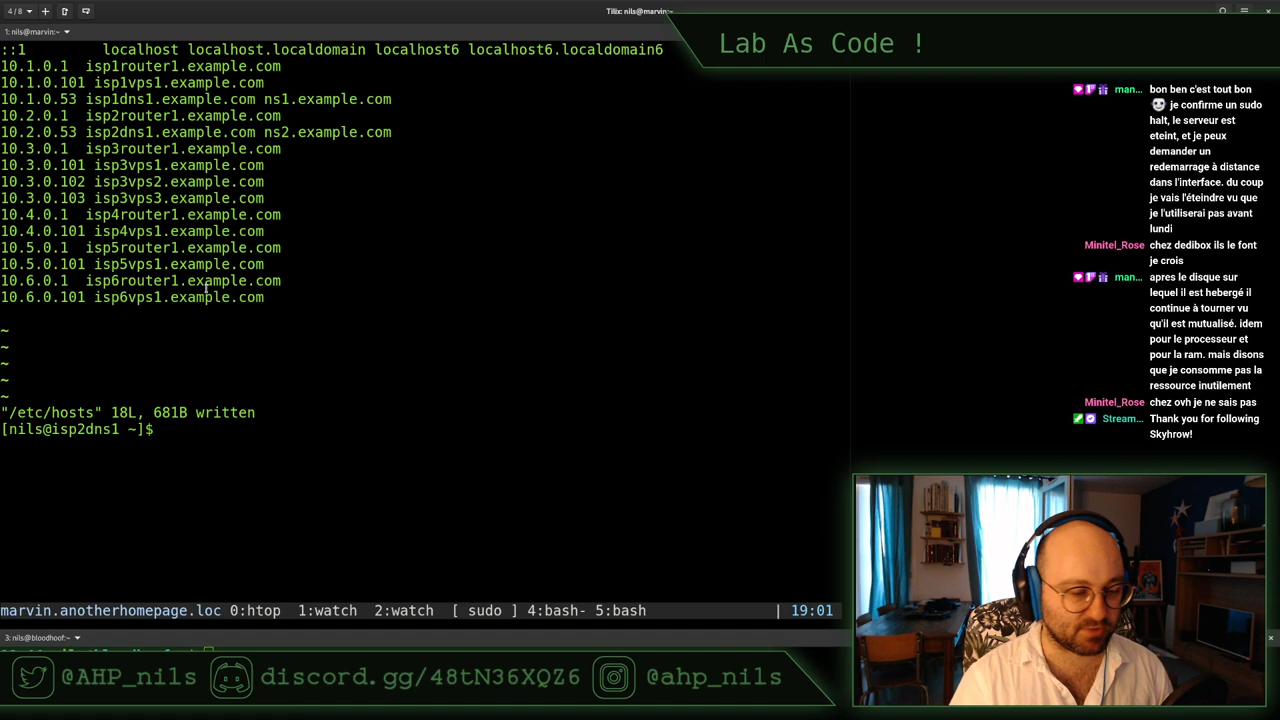 4 / 8
Tilix: nils@marvin:~
1: nils@marvin:~
Lab As Code !
::1 localhost localhost.localdomain localhost6 localhost6.localdomain6
10.1.0.1 isp1router1.example.com
10.1.0.101 isp1vps1.example.com
10.1.0.53 isp1dns1.example.com ns1.example.com
10.2.0.1 isp2router1.example.com
10.2.0.53 isp2dns1.example.com ns2.example.com
10.3.0.1 isp3router1.example.com
10.3.0.101 isp3vps1.example.com
10.3.0.102 isp3vps2.example.com
10.3.0.103 isp3vps3.example.com
10.4.0.1 isp4router1.example.com
10.4.0.101 isp4vps1.example.com
10.5.0.1 isp5router1.example.com
10.5.0.101 isp5vps1.example.com
10.6.0.1 isp6router1.example.com
10.6.0.101 isp6vps1.example.com
~
~
~
~
~
"/etc/hosts" 18L, 681B written
[nils@isp2dns1 ~]$
marvin.anotherhomepage.loc 0:htop 1:watch 2:watch [ sudo ] 4:bash- 5:bash | 19:01
3: nils@bloodhoof:~
man... bon ben c'est tout bon
je confirme un sudo
halt, le serveur est
eteint, et je peux
demander un
redemarrage à distance
dans l'interface. du coup
je vais l'éteindre vu que
je l'utiliserai pas avant
lundi
Minitel_Rose chez dedibox ils le font
je crois
man... apres le disque sur
lequel il est hebergé il
continue à tourner vu
qu'il est mutualisé. idem
pour le processeur et
pour la ram. mais disons
que je consomme pas la
ressource inutilement
Minitel_Rose chez ovh je ne sais pas
Stream... Thank you for following
Skyhrow!
@AHP_nils discord.gg/48tN36XQZ6 @ahp_nils